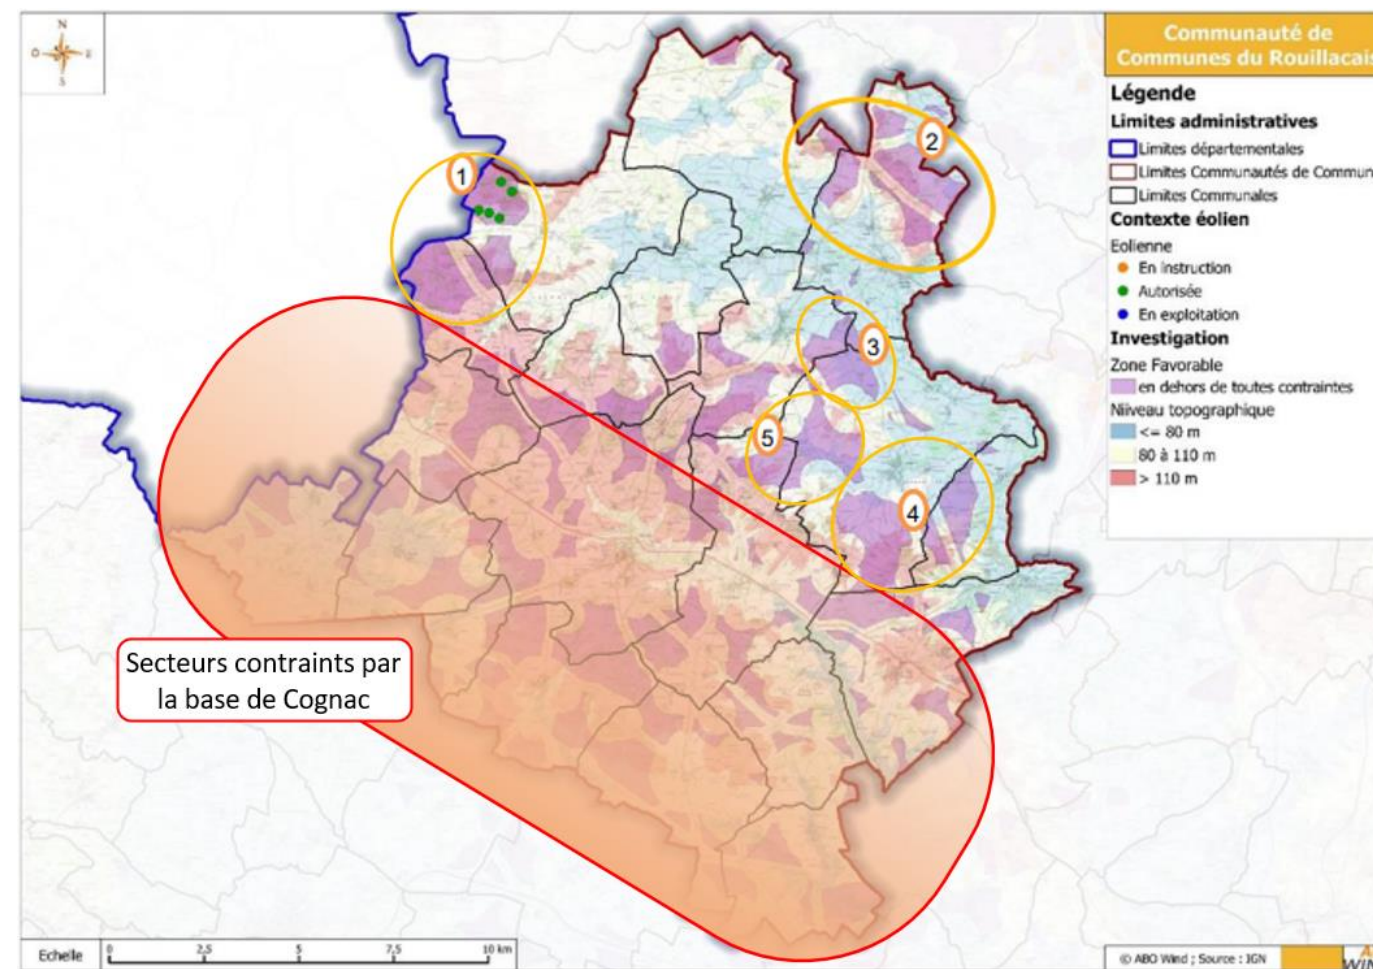 N
O
E
S
Communauté de
Communes du Rouillacais
Légende
Limites administratives
Limites départementales
Limites Communautés de Commun
Limites Communales
Contexte éolien
Eolienne
En instruction
Autorisée
En exploitation
Investigation
Zone Favorable
en dehors de toutes contraintes
Niiveau topographique
<= 80 m
80 à 110 m
> 110 m
1
2
3
5
4
Secteurs contraints par
la base de Cognac
Echelle
0 2,5 5 7,5 10 km
© ABO Wind ; Source : IGN